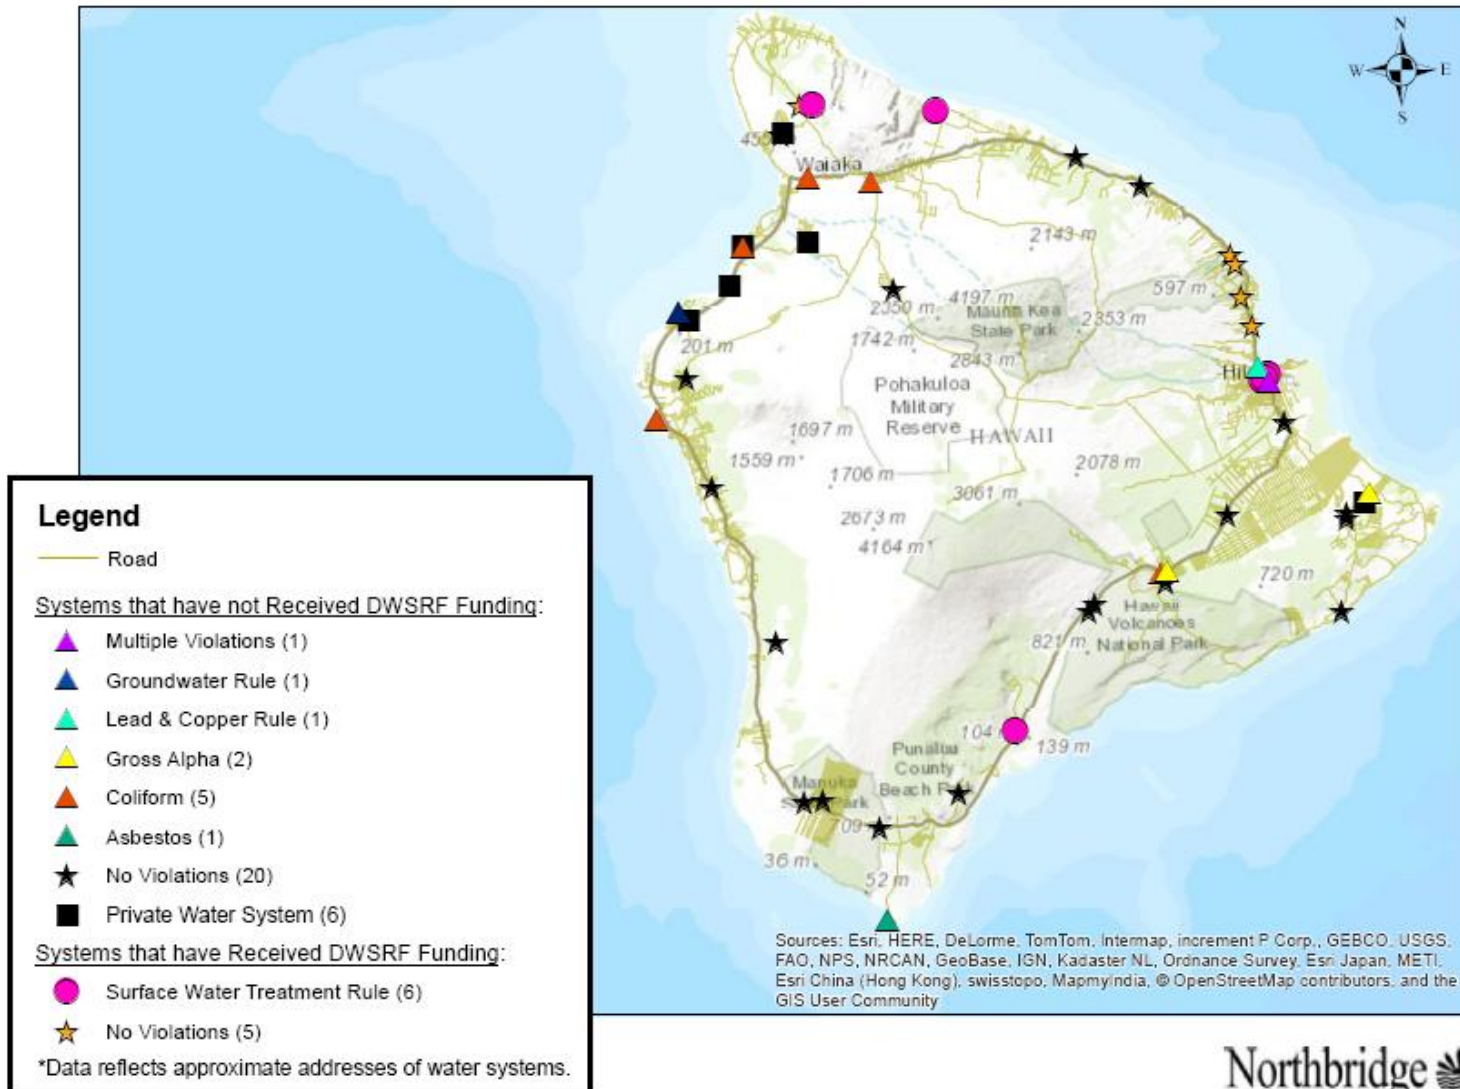 N
W E
S
455
Waiaka
2143 m
597 m
4197 m
2350 m
Mauna Kea
State Park
2353 m
201 m
1742 m
2843 m
Hil
Pohakuloa
Military
Reserve
HAWAII
1697 m
1559 m
2078 m
1706 m
3061 m
2673 m
4164 m
720 m
Hawaii
Volcanoes
National Park
821 m
104
139 m
Punaluu
County
Beach Park
Manuka
Park
709
36 m
52 m
Legend
Road
Systems that have not Received DWSRF Funding:
Multiple Violations (1)
Groundwater Rule (1)
Lead & Copper Rule (1)
Gross Alpha (2)
Coliform (5)
Asbestos (1)
No Violations (20)
Private Water System (6)
Systems that have Received DWSRF Funding:
Surface Water Treatment Rule (6)
No Violations (5)
*Data reflects approximate addresses of water systems.
Sources: Esri, HERE, DeLorme, TomTom, Intermap, increment P Corp., GEBCO, USGS,
FAO, NPS, NRCAN, GeoBase, IGN, Kadaster NL, Ordnance Survey, Esri Japan, METI,
Esri China (Hong Kong), swisstopo, MapmyIndia, © OpenStreetMap contributors, and the
GIS User Community
Northbridge